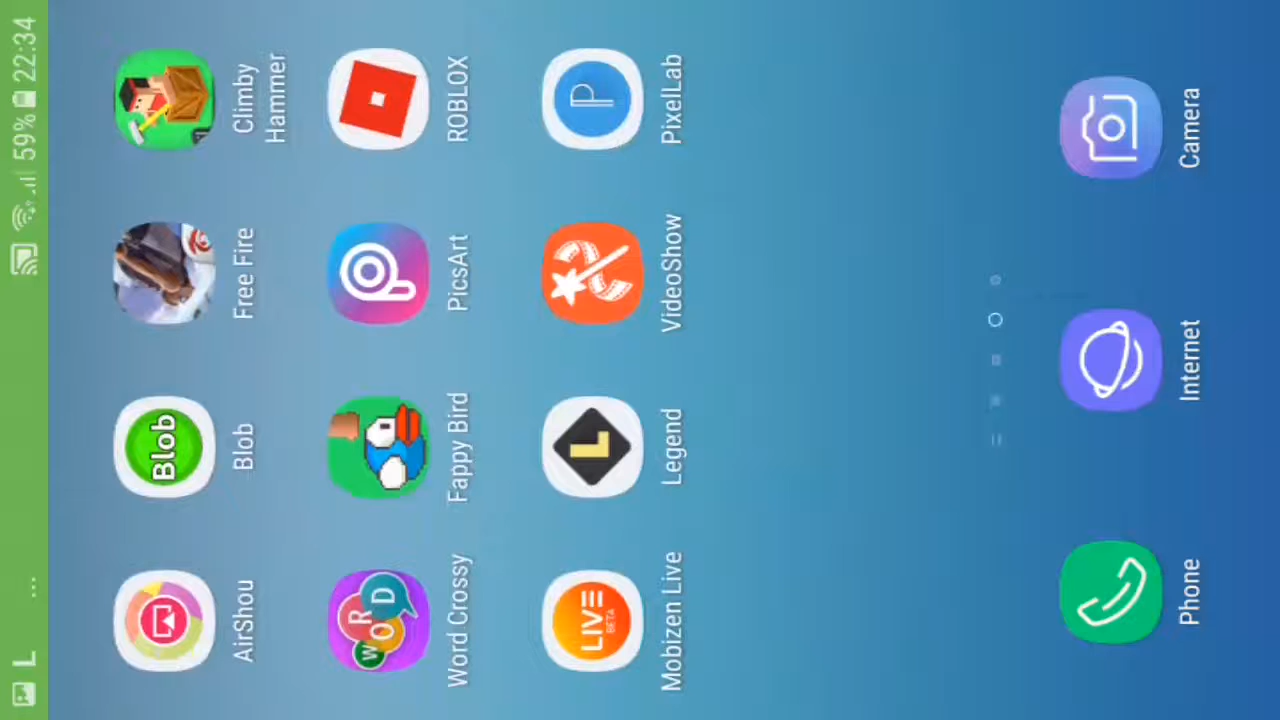 L ... 59% 22:34
Blob
AirShou Blob Free Fire Climby
Hammer
WORD
Word Crossy Fappy Bird PicsArt ROBLOX
LIVE
BETA
L
P
Mobizen Live Legend VideoShow PixelLab
Phone Internet Camera